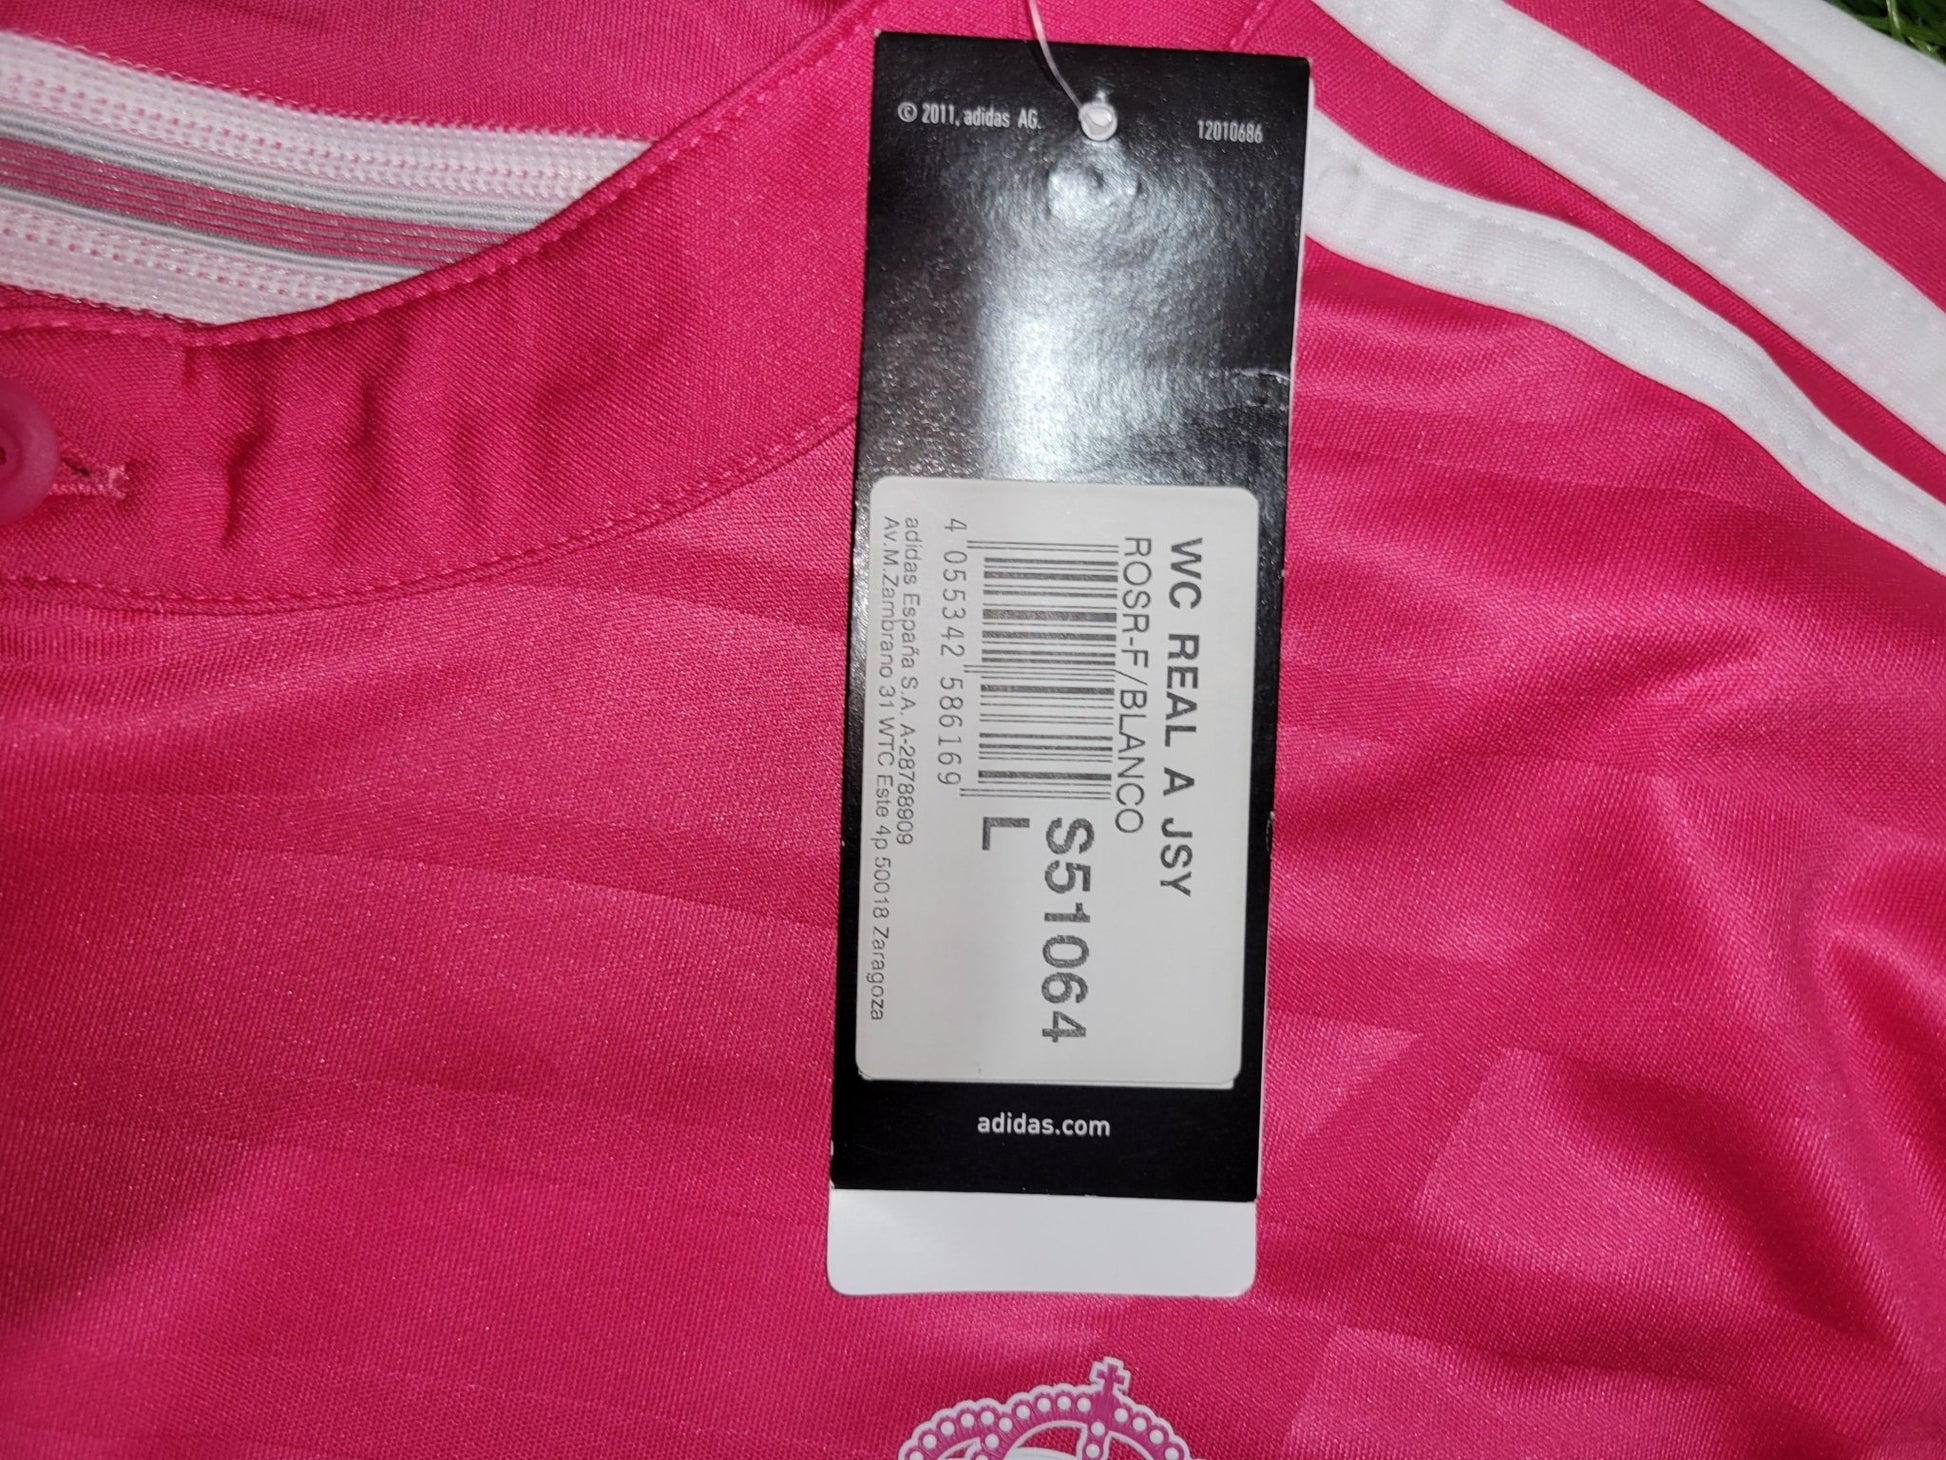 © 2011, adidas AG.
12010686
WC REAL A JSY
ROSR-F/BLANCO
S51064
L
4 055342 586169
adidas España S.A. A-28788909
Av.M.Zambrano 31 WTC Este 4p 50018 Zaragoza
adidas.com